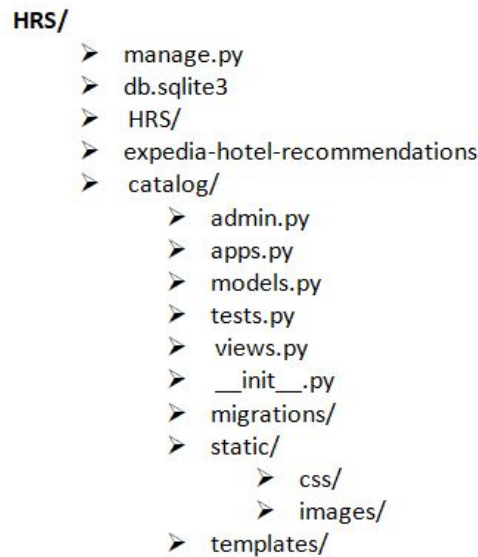 HRS/
➢ manage.py
➢ db.sqlite3
➢ HRS/
➢ expedia-hotel-recommendations
➢ catalog/
➢ admin.py
➢ apps.py
➢ models.py
➢ tests.py
➢ views.py
➢ __init__.py
➢ migrations/
➢ static/
➢ css/
➢ images/
➢ templates/